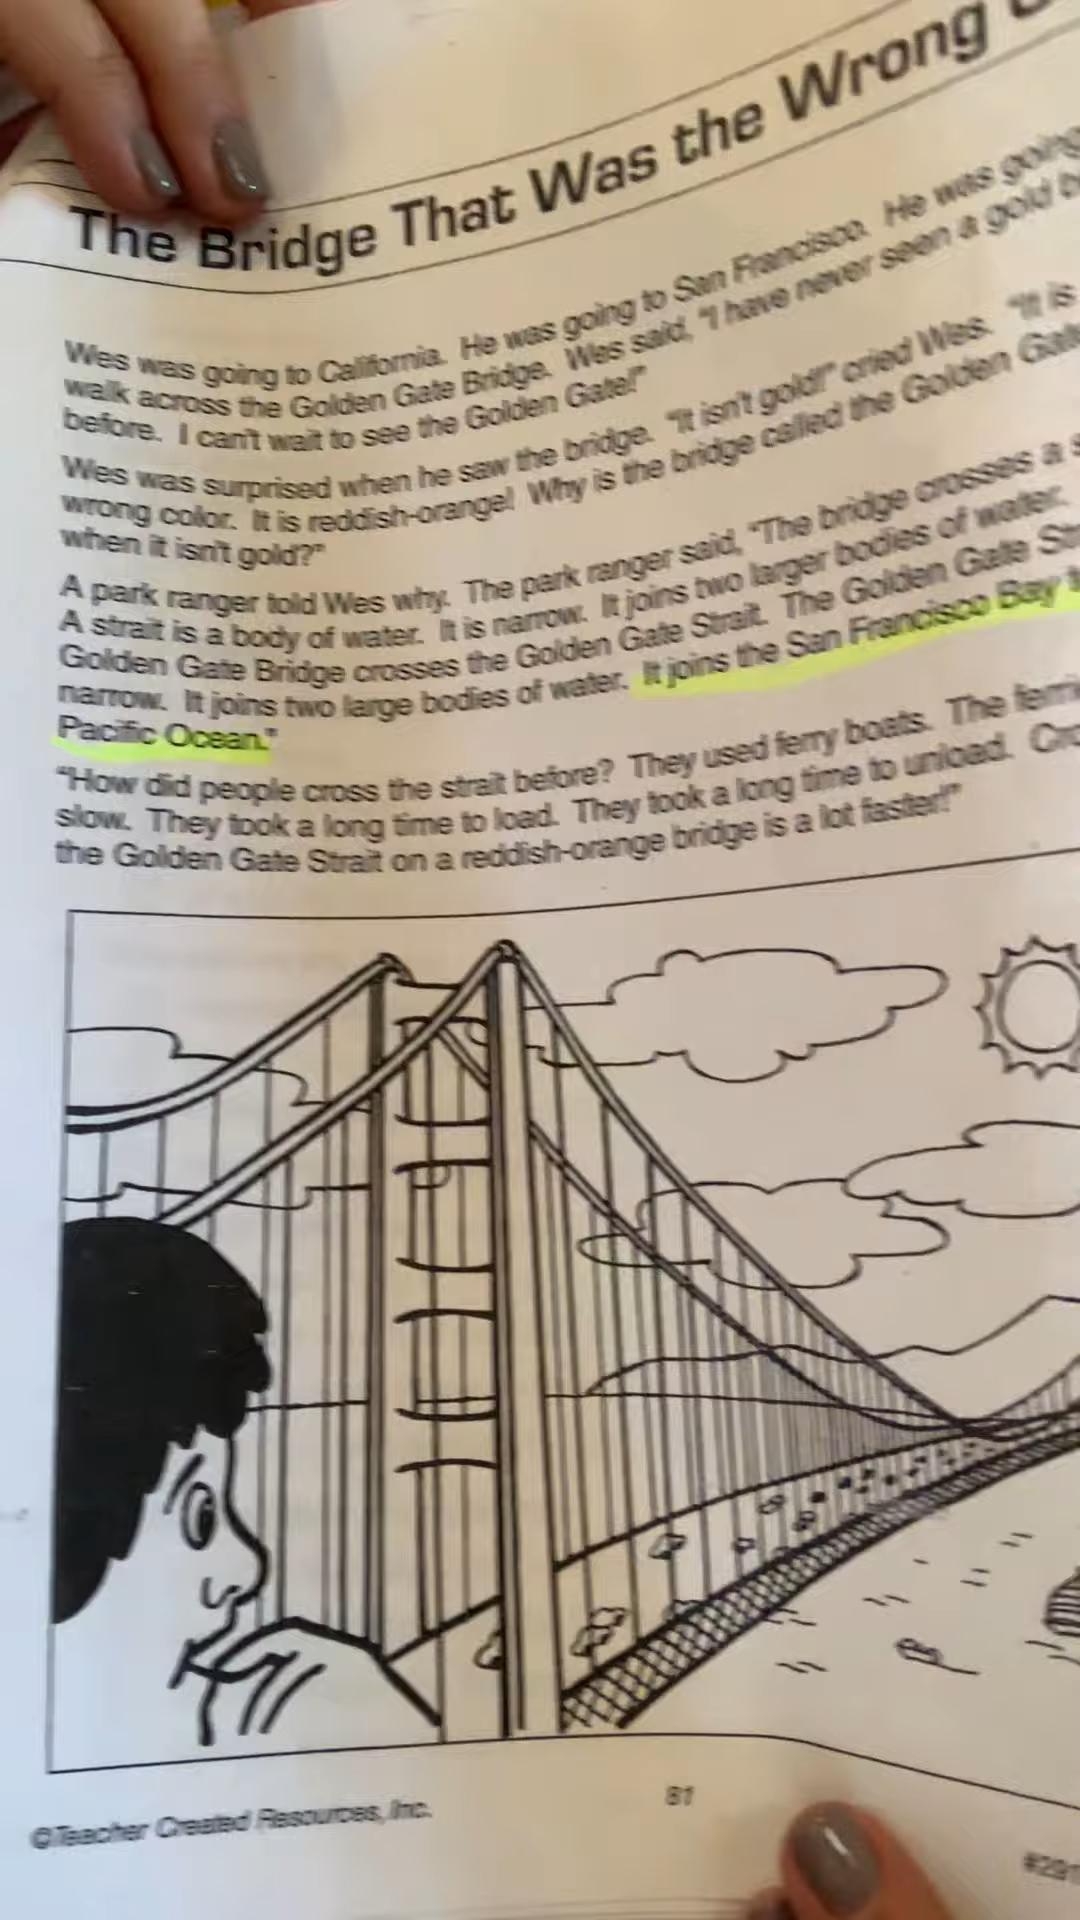 The Bridge That Was the Wrong
Wes was going to California. He was going to San Francisco. He was going
walk across the Golden Gate Bridge. Wes said, "I have never seen a gold
before. I can't wait to see the Golden Gate!"
Wes was surprised when he saw the bridge. "It isn't gold!" cried Wes. "It is
wrong color. It is reddish-orange! Why is the bridge called the Golden Gate
when it isn't gold?"
A park ranger told Wes why. The park ranger said, "The bridge crosses a
A strait is a body of water. It is narrow. It joins two larger bodies of water.
Golden Gate Bridge crosses the Golden Gate Strait. The Golden Gate
narrow. It joins two large bodies of water. It joins the San Francisco Bay
Pacific Ocean."
"How did people cross the strait before? They used ferry boats. The
slow. They took a long time to load. They took a long time to unload.
the Golden Gate Strait on a reddish-orange bridge is a lot faster!"
©Teacher Created Resources, Inc.
81